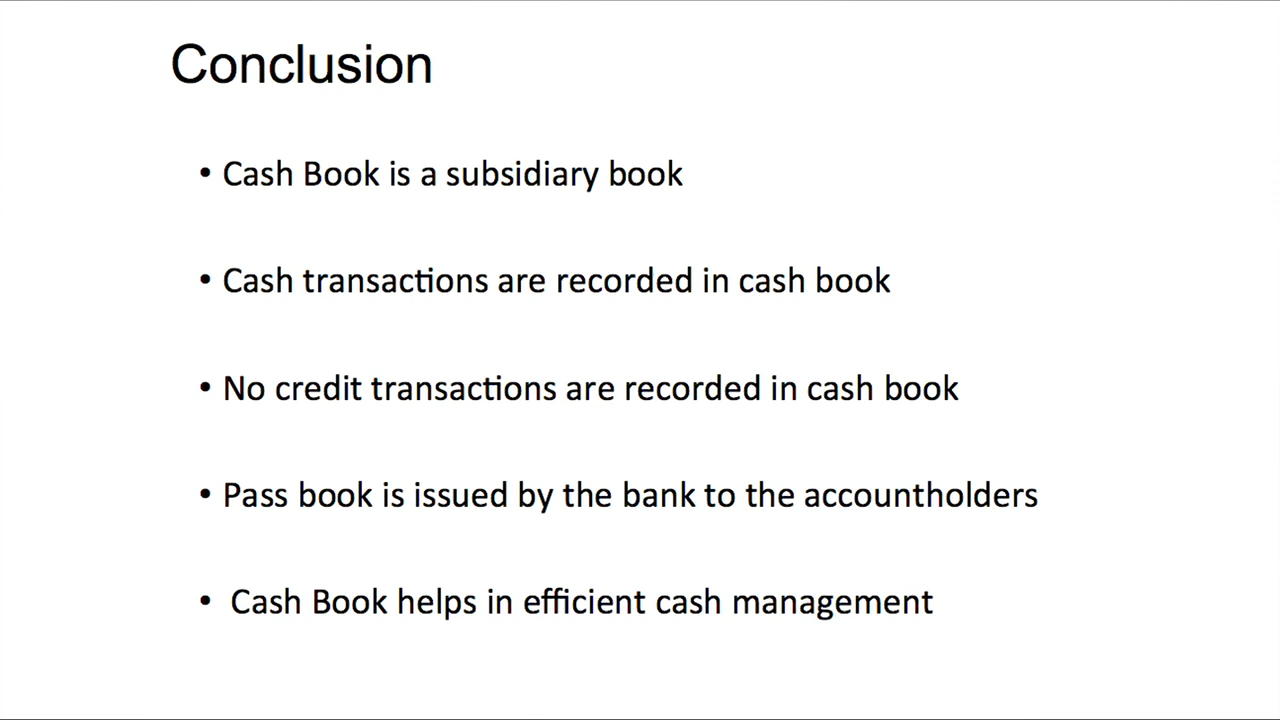 Conclusion
• Cash Book is a subsidiary book
• Cash transactions are recorded in cash book
• No credit transactions are recorded in cash book
• Pass book is issued by the bank to the accountholders
• Cash Book helps in efficient cash management